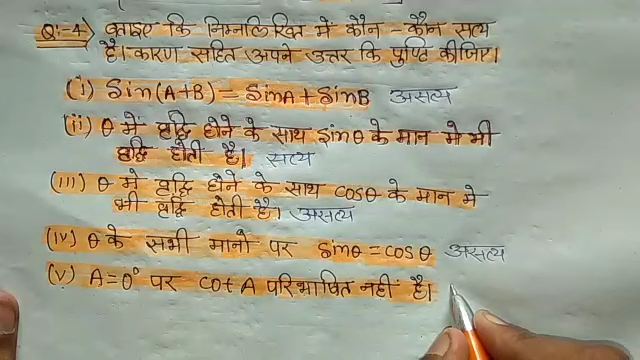 Q:-4) बताइए कि निम्नलिखित में कौन-कौन सत्य
है। कारण सहित अपने उत्तर कि पुष्टि कीजिए।
(i) Sin(A+B) = SinA + SinB असत्य
(ii) θ में वृद्धि होने के साथ sinθ के मान में भी
वृद्धि होती है। सत्य
(iii) θ में वृद्धि होने के साथ cosθ के मान में
भी वृद्धि होती है। असत्य
(iv) θ के सभी मानो पर Sinθ = COSθ असत्य
(v) A=0° पर Cot A परिभाषित नहीं है।